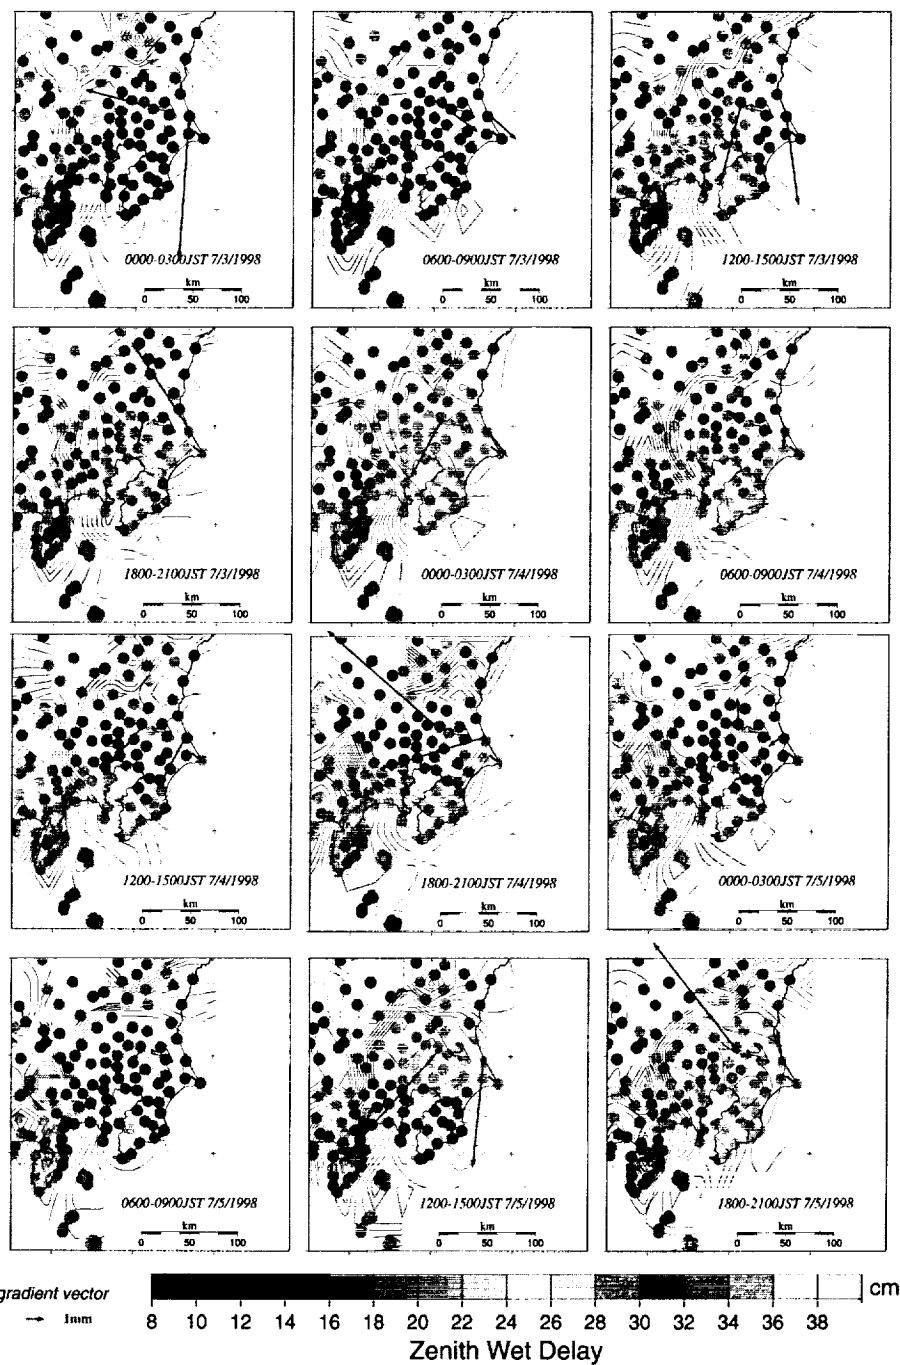 0000-0300JST 7/3/1998
km
0 50 100
0600-0900JST 7/3/1998
km
0 50 100
1200-1500JST 7/3/1998
km
0 50 100
1800-2100JST 7/3/1998
km
0 50 100
0000-0300JST 7/4/1998
km
0 50 100
0600-0900JST 7/4/1998
km
0 50 100
1200-1500JST 7/4/1998
km
0 50 100
1800-2100JST 7/4/1998
km
0 50 100
0000-0300JST 7/5/1998
km
0 50 100
0600-0900JST 7/5/1998
km
0 50 100
1200-1500JST 7/5/1998
km
0 50 100
1800-2100JST 7/5/1998
km
0 50 100
gradient vector
1mm
cm
8 10 12 14 16 18 20 22 24 26 28 30 32 34 36 38
Zenith Wet Delay